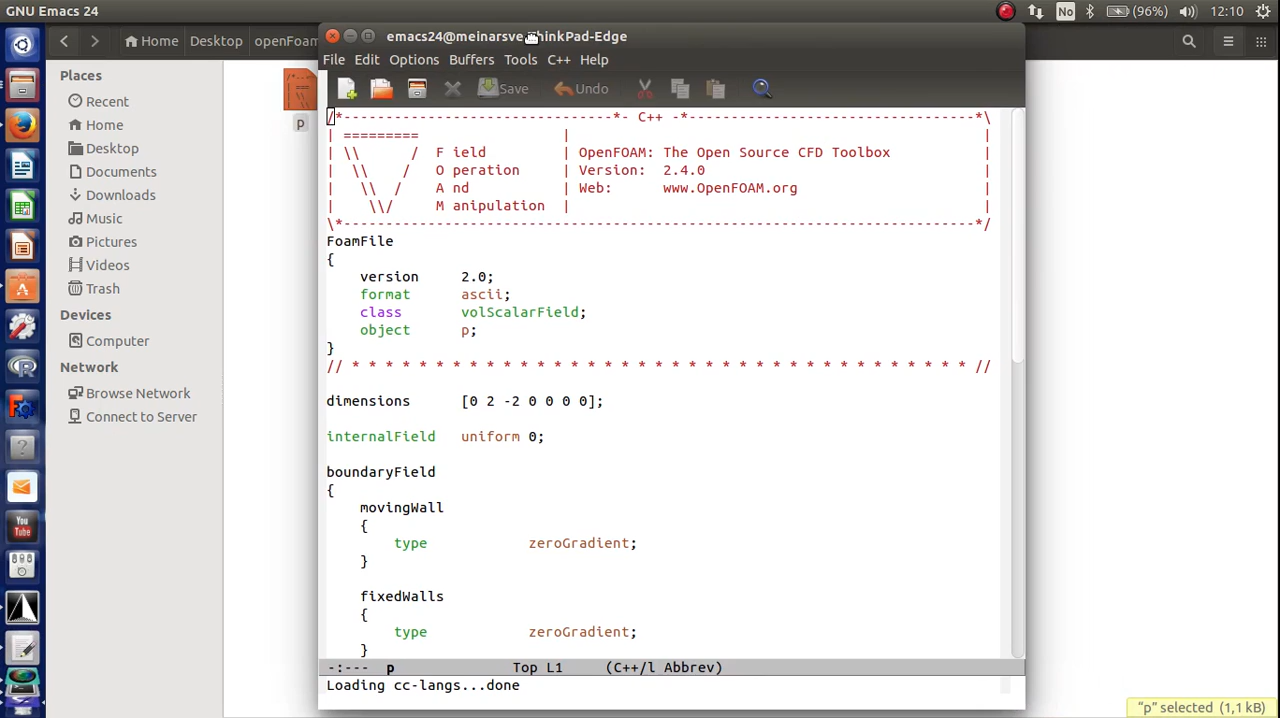 GNU Emacs 24
No
(96%)
12:10
Home
Desktop
openFoam
emacs24@meinarsve-ThinkPad-Edge
File Edit Options Buffers Tools C++ Help
Save
Undo
Places
Recent
Home
Desktop
Documents
Downloads
Music
Pictures
Videos
Trash
Devices
Computer
Network
Browse Network
Connect to Server
p
/*--------------------------------*- C++ -*----------------------------------*\
| =========                 |                                                 |
| \\      /  F ield         | OpenFOAM: The Open Source CFD Toolbox           |
|  \\    /   O peration     | Version:  2.4.0                                 |
|   \\  /    A nd           | Web:      www.OpenFOAM.org                      |
|    \\/     M anipulation  |                                                 |
\*---------------------------------------------------------------------------*/
FoamFile
{
    version     2.0;
    format      ascii;
    class       volScalarField;
    object      p;
}
// * * * * * * * * * * * * * * * * * * * * * * * * * * * * * * * * * * * * * //
dimensions      [0 2 -2 0 0 0 0];
internalField   uniform 0;
boundaryField
{
    movingWall
    {
        type            zeroGradient;
    }
    fixedWalls
    {
        type            zeroGradient;
    }
-:---  p              Top L1     (C++/l Abbrev)
Loading cc-langs...done
You
Tube
"p" selected (1,1 kB)